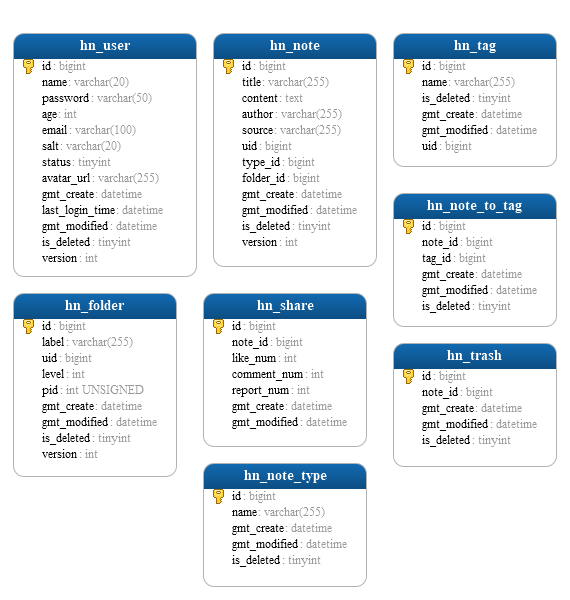 hn_user
id: bigint
name: varchar(20)
password: varchar(50)
age: int
email: varchar(100)
salt: varchar(20)
status: tinyint
avatar_url: varchar(255)
gmt_create: datetime
last_login_time: datetime
gmt_modified: datetime
is_deleted: tinyint
version: int
hn_note
id: bigint
title: varchar(255)
content: text
author: varchar(255)
source: varchar(255)
uid: bigint
type_id: bigint
folder_id: bigint
gmt_create: datetime
gmt_modified: datetime
is_deleted: tinyint
version: int
hn_tag
id: bigint
name: varchar(255)
is_deleted: tinyint
gmt_create: datetime
gmt_modified: datetime
uid: bigint
hn_note_to_tag
id: bigint
note_id: bigint
tag_id: bigint
gmt_create: datetime
gmt_modified: datetime
is_deleted: tinyint
hn_folder
id: bigint
label: varchar(255)
uid: bigint
level: int
pid: int UNSIGNED
gmt_create: datetime
gmt_modified: datetime
is_deleted: tinyint
version: int
hn_share
id: bigint
note_id: bigint
like_num: int
comment_num: int
report_num: int
gmt_create: datetime
gmt_modified: datetime
hn_trash
id: bigint
note_id: bigint
gmt_create: datetime
gmt_modified: datetime
is_deleted: tinyint
hn_note_type
id: bigint
name: varchar(255)
gmt_create: datetime
gmt_modified: datetime
is_deleted: tinyint